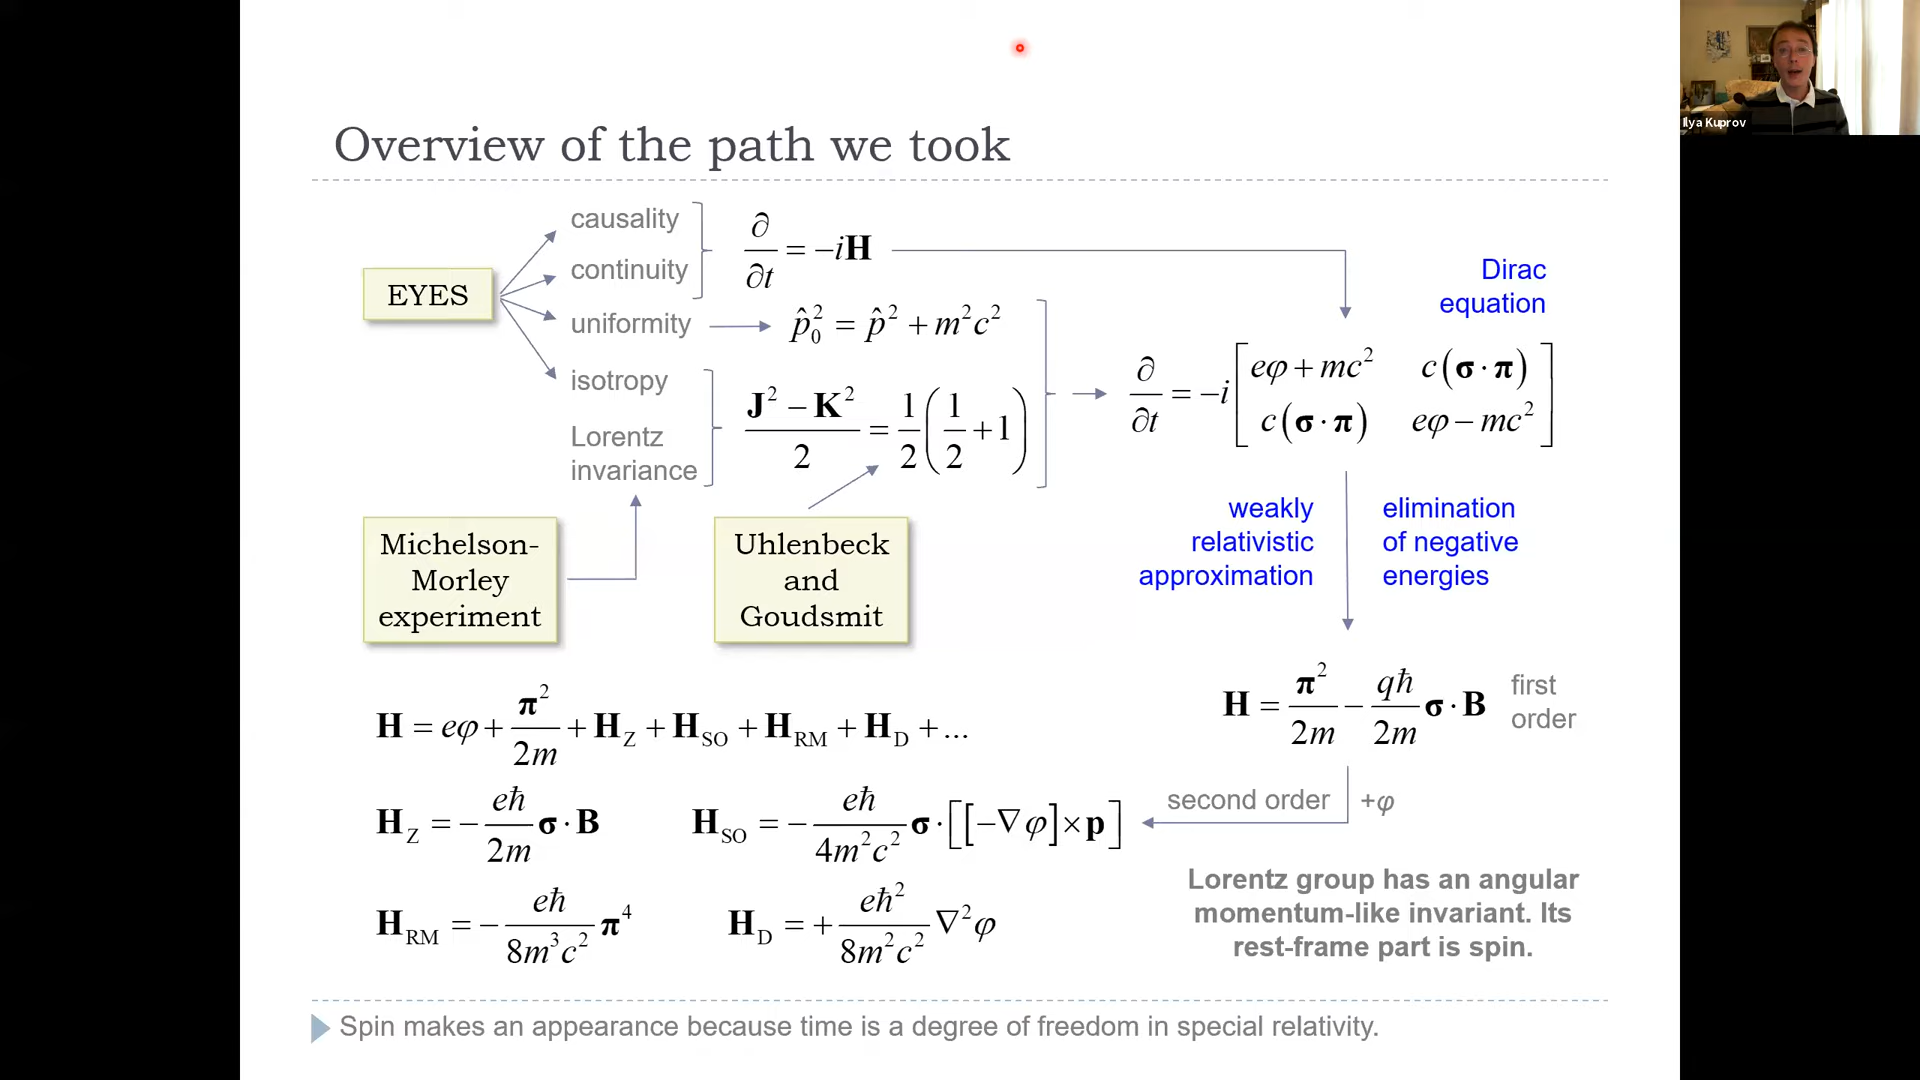 Ilya Kuprov
Overview of the path we took
EYES
causality
continuity
uniformity
isotropy
Lorentz
invariance
∂/∂t = −i𝐇
p̂₀² = p̂² + m²c²
(𝐉² − 𝐊²)/2 = 1/2 (1/2 + 1)
Dirac
equation
∂/∂t = −i [ eφ + mc²   c(𝛔 · 𝛑)
c(𝛔 · 𝛑)   eφ − mc² ]
Michelson-
Morley
experiment
Uhlenbeck
and
Goudsmit
weakly
relativistic
approximation
elimination
of negative
energies
𝐇 = 𝛑²/2m − qħ/2m 𝛔 · 𝐁
first
order
second order
+φ
𝐇 = eφ + 𝛑²/2m + 𝐇_Z + 𝐇_SO + 𝐇_RM + 𝐇_D + ...
𝐇_Z = − eħ/2m 𝛔 · 𝐁
𝐇_SO = − eħ/4m²c² 𝛔 · [[−∇φ] × 𝐩]
𝐇_RM = − eħ/8m³c² 𝛑⁴
𝐇_D = + eħ²/8m²c² ∇²φ
Lorentz group has an angular
momentum-like invariant. Its
rest-frame part is spin.
Spin makes an appearance because time is a degree of freedom in special relativity.